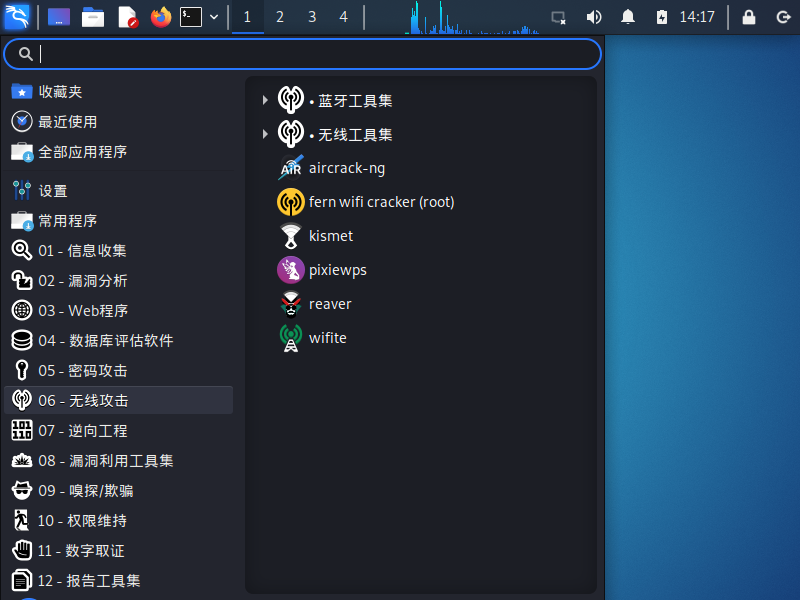 1 2 3 4 14:17
收藏夹
最近使用
全部应用程序
设置
常用程序
01 - 信息收集
02 - 漏洞分析
03 - Web程序
04 - 数据库评估软件
05 - 密码攻击
06 - 无线攻击
07 - 逆向工程
08 - 漏洞利用工具集
09 - 嗅探/欺骗
10 - 权限维持
11 - 数字取证
12 - 报告工具集
• 蓝牙工具集
• 无线工具集
aircrack-ng
fern wifi cracker (root)
kismet
pixiewps
reaver
wifite